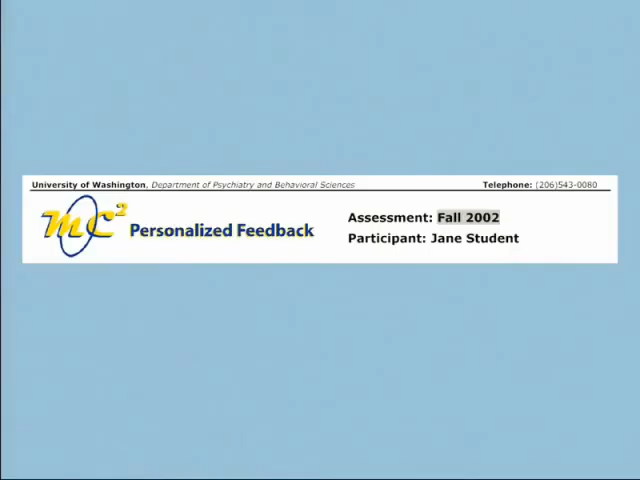 University of Washington, Department of Psychiatry and Behavioral Sciences Telephone: (206)543-0080
MC² Personalized Feedback
Assessment: Fall 2002
Participant: Jane Student